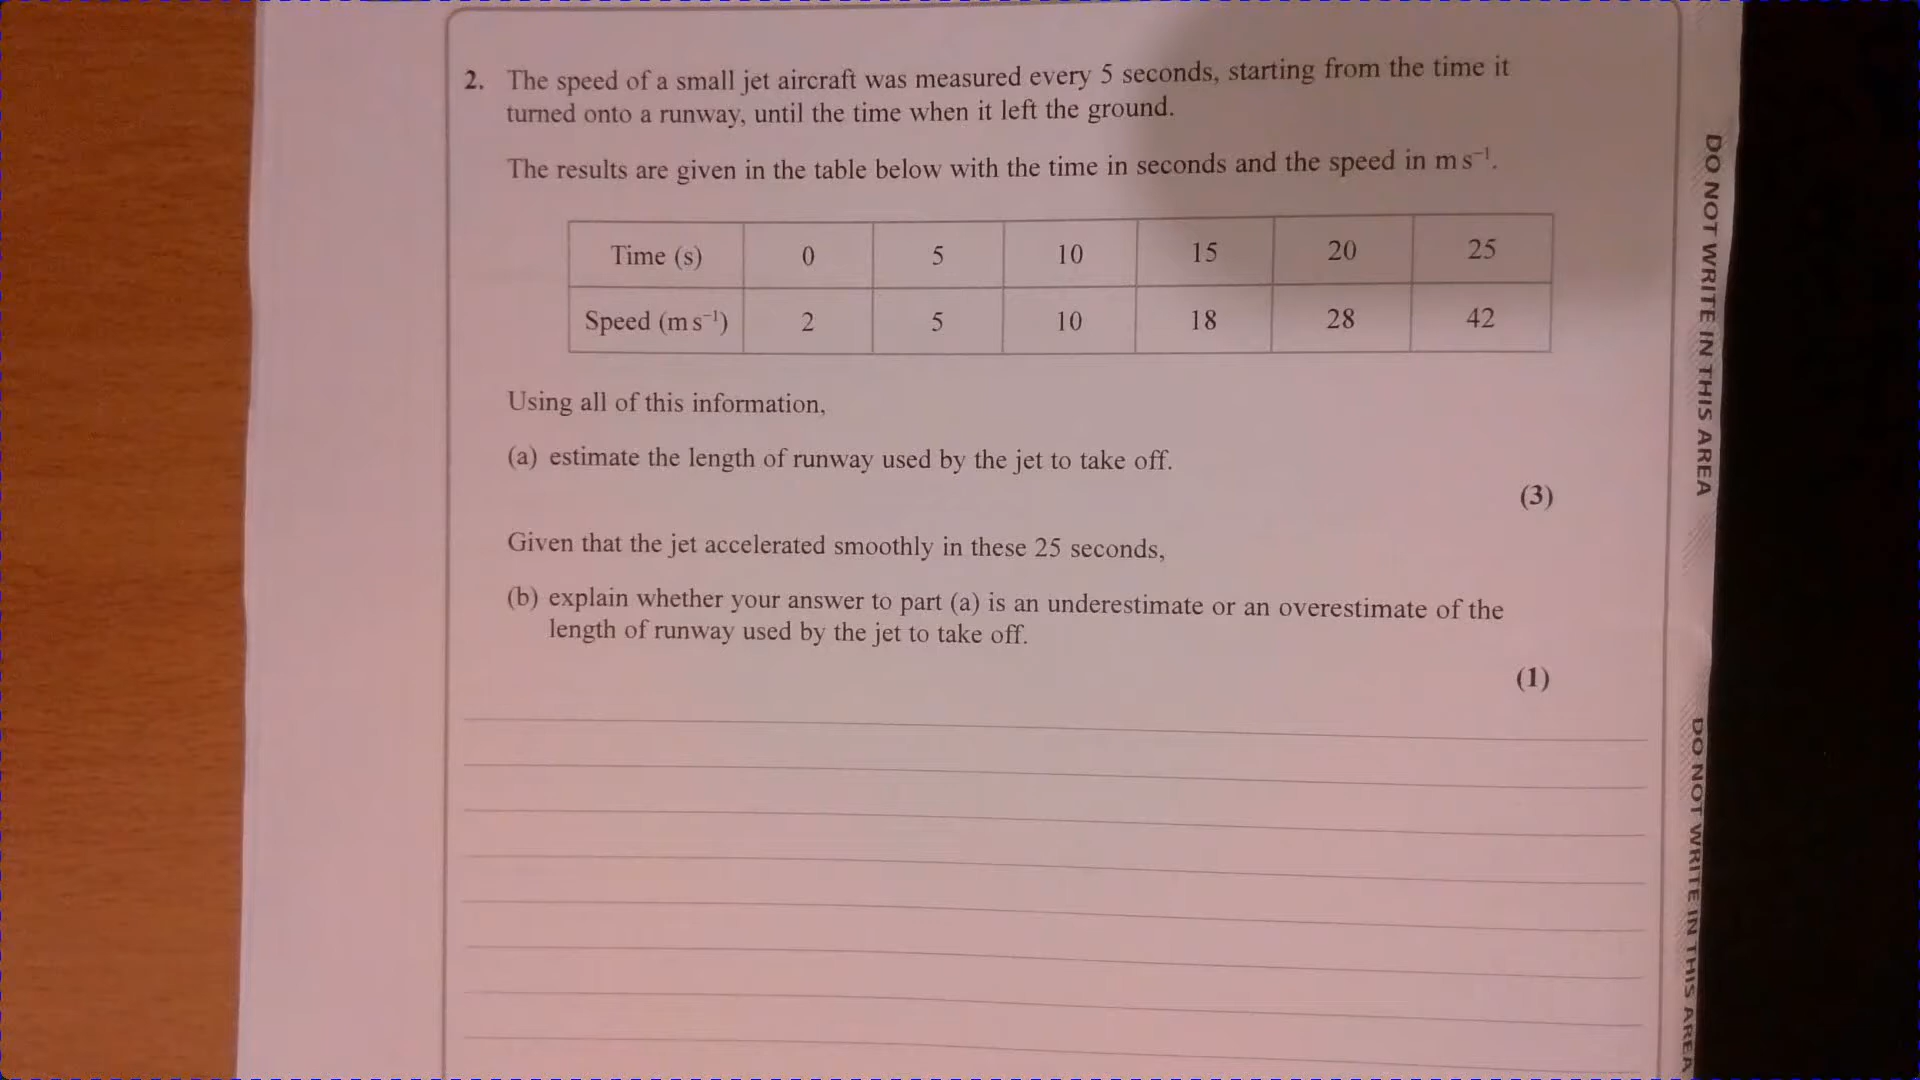 2. The speed of a small jet aircraft was measured every 5 seconds, starting from the time it
turned onto a runway, until the time when it left the ground.
The results are given in the table below with the time in seconds and the speed in m s⁻¹.
Time (s) 0 5 10 15 20 25
Speed (m s⁻¹) 2 5 10 18 28 42
Using all of this information,
(a) estimate the length of runway used by the jet to take off.
(3)
Given that the jet accelerated smoothly in these 25 seconds,
(b) explain whether your answer to part (a) is an underestimate or an overestimate of the
length of runway used by the jet to take off.
(1)
DO NOT WRITE IN THIS AREA
DO NOT WRITE IN THIS AREA